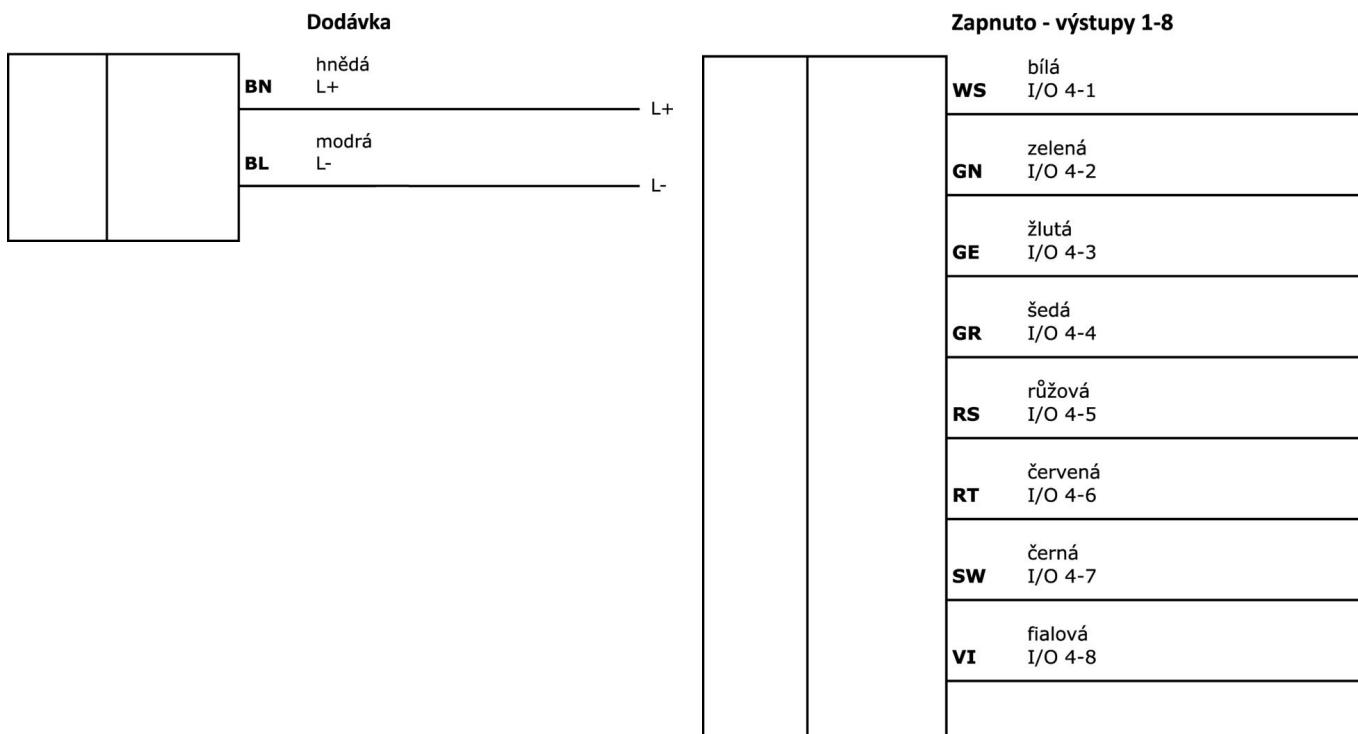 Dodávka
hnědá
BN L+
L+
modrá
BL L-
L-
Zapnuto - výstupy 1-8
bílá
WS I/O 4-1
zelená
GN I/O 4-2
žlutá
GE I/O 4-3
šedá
GR I/O 4-4
růžová
RS I/O 4-5
červená
RT I/O 4-6
černá
SW I/O 4-7
fialová
VI I/O 4-8